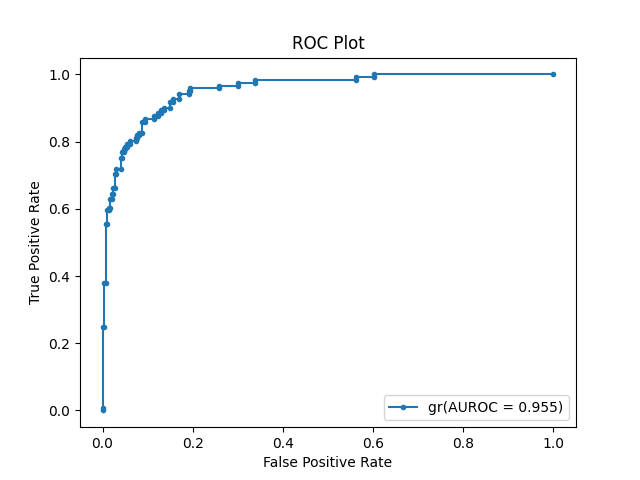 ROC Plot
True Positive Rate
1.0
0.8
0.6
0.4
0.2
0.0
gr(AUROC = 0.955)
0.0 0.2 0.4 0.6 0.8 1.0
False Positive Rate